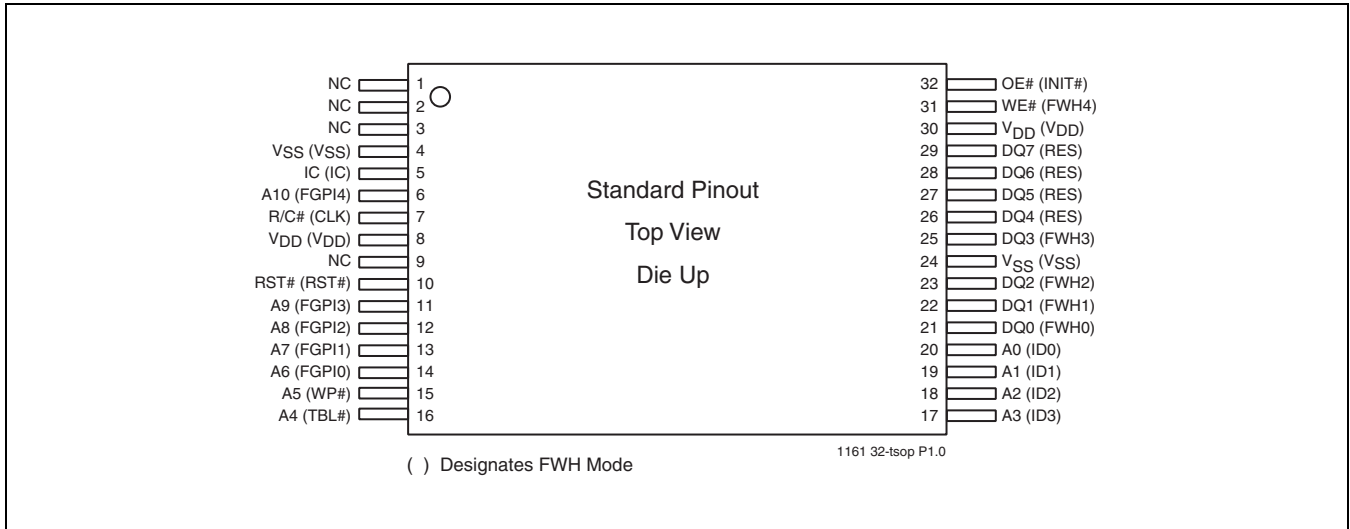 NC 1
NC 2
NC 3
VSS (VSS) 4
IC (IC) 5
A10 (FGPI4) 6
R/C# (CLK) 7
VDD (VDD) 8
NC 9
RST# (RST#) 10
A9 (FGPI3) 11
A8 (FGPI2) 12
A7 (FGPI1) 13
A6 (FGPI0) 14
A5 (WP#) 15
A4 (TBL#) 16
Standard Pinout
Top View
Die Up
32 OE# (INIT#)
31 WE# (FWH4)
30 VDD (VDD)
29 DQ7 (RES)
28 DQ6 (RES)
27 DQ5 (RES)
26 DQ4 (RES)
25 DQ3 (FWH3)
24 VSS (VSS)
23 DQ2 (FWH2)
22 DQ1 (FWH1)
21 DQ0 (FWH0)
20 A0 (ID0)
19 A1 (ID1)
18 A2 (ID2)
17 A3 (ID3)
1161 32-tsop P1.0
( ) Designates FWH Mode